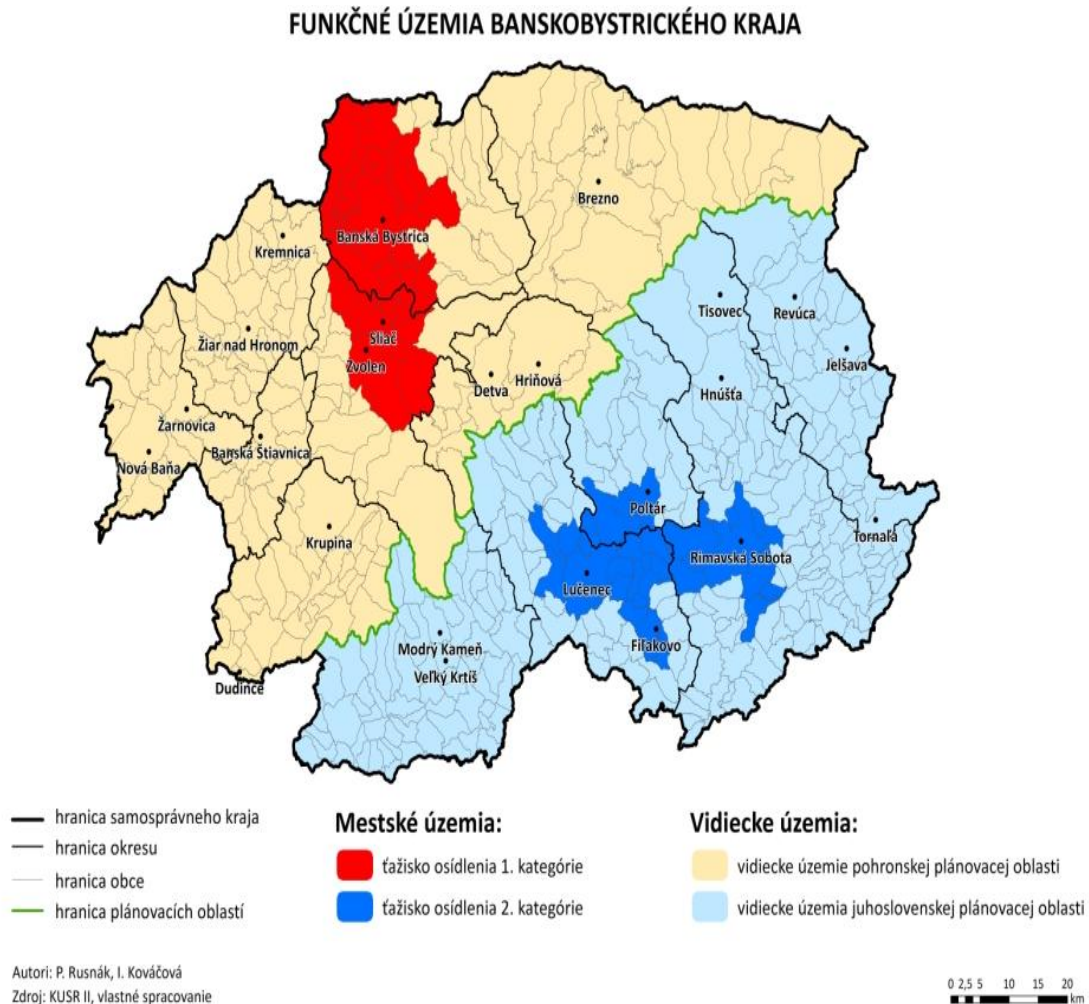 FUNKČNÉ ÚZEMIA BANSKOBYSTRICKÉHO KRAJA
Brezno
Banská Bystrica
Kremnica
Tisovec
Revúca
Sliač
Žiar nad Hronom
Zvolen
Jelšava
Hriňová
Detva
Hnúšťa
Žarnovica
Banská Štiavnica
Nová Baňa
Poltár
Krupina
Tornaľa
Rimavská Sobota
Lučenec
Modrý Kameň
Fiľakovo
Veľký Krtíš
Dudince
hranica samosprávneho kraja
hranica okresu
hranica obce
hranica plánovacích oblastí
Mestské územia:
ťažisko osídlenia 1. kategórie
ťažisko osídlenia 2. kategórie
Vidiecke územia:
vidiecke územie pohronskej plánovacej oblasti
vidiecke územia juhoslovenskej plánovacej oblasti
Autori: P. Rusnák, I. Kováčová
Zdroj: KUSR II, vlastné spracovanie
0 2,5 5 10 15 20
km